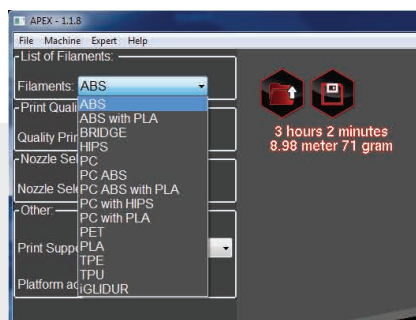 APEX - 1.1.8
File Machine Expert Help
List of Filaments:
Filaments: ABS
ABS
ABS with PLA
BRIDGE
HIPS
PC
PC ABS
PC ABS with PLA
PC with HIPS
PC with PLA
PET
PLA
TPE
TPU
iGLIDUR
Print Quali
Quality Prin
Nozzle Sel
Nozzle Sel
Other:
Print Suppo
Platform ad
3 hours 2 minutes
8.98 meter 71 gram